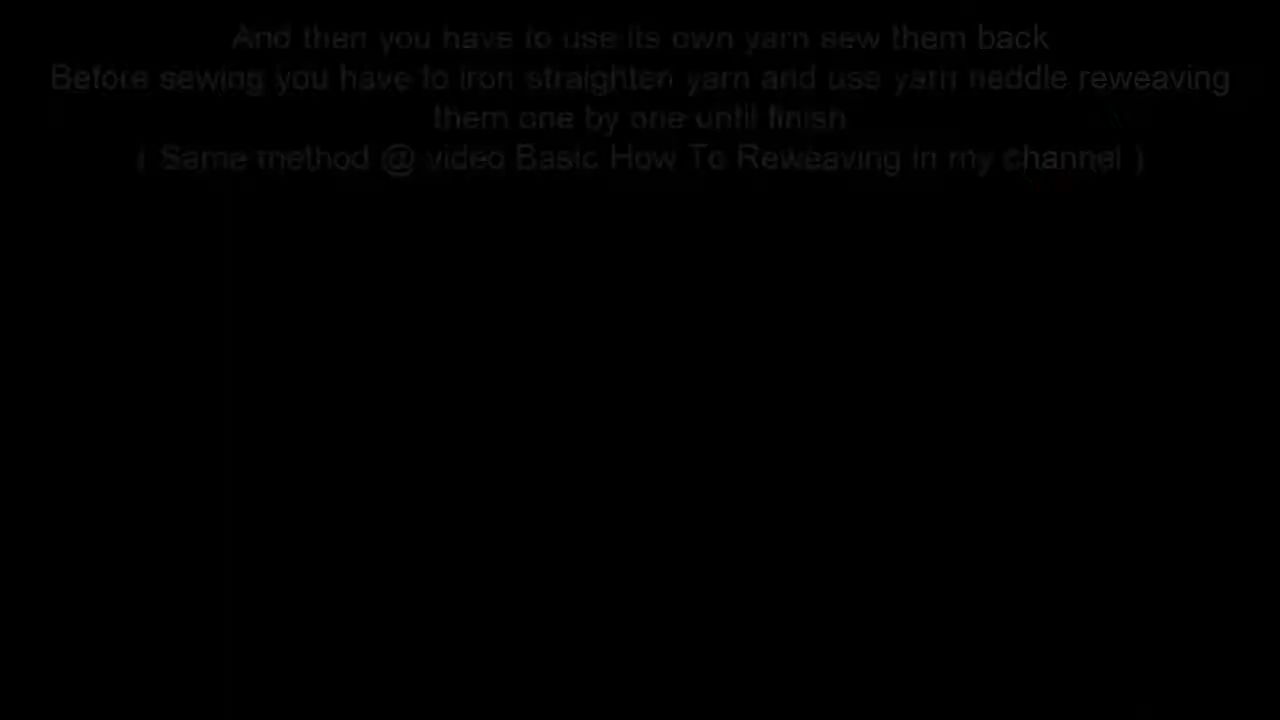 And then you have to use its own yarn sew them back
Before sewing you have to iron straighten yarn and use yarn neddle reweaving
them one by one until finish
( Same method @ video Basic How To Reweaving in my channel )